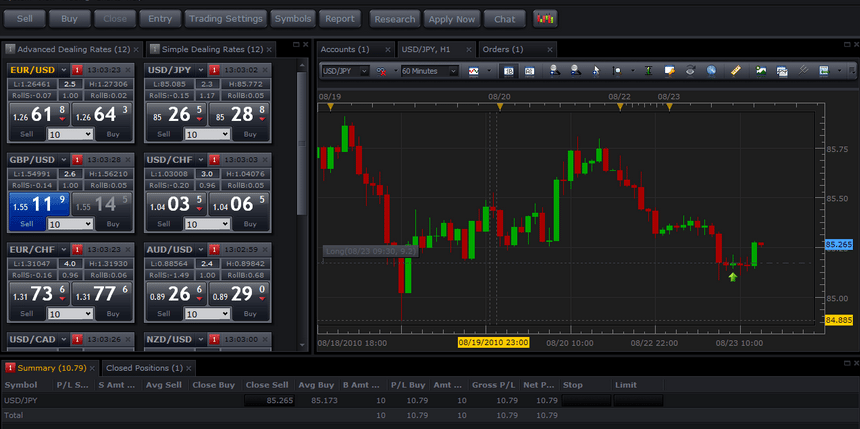 Sell Buy Close Entry Trading Settings Symbols Report Research Apply Now Chat
Advanced Dealing Rates (12) Simple Dealing Rates (12)
EUR/USD 1 13:03:23
L:1.26461 2.5 H:1.27306
RollS:-0.07 1.00 RollB:0.02
1.26 61 8 1.26 64 3
Sell 10 Buy
USD/JPY 1 13:03:02
L:85.085 2.3 H:85.772
RollS:-0.15 1.17 RollB:0.05
85 26 5 85 28 8
Sell 10 Buy
GBP/USD 1 13:03:28
L:1.54991 2.6 H:1.56210
RollS:-0.14 1.00 RollB:0.05
1.55 11 9 1.55 14 5
Sell 10 Buy
USD/CHF 1 13:03:03
L:1.03008 3.0 H:1.04076
RollS:-0.20 0.96 RollB:0.05
1.04 03 5 1.04 06 5
Sell 10 Buy
EUR/CHF 1 13:03:23
L:1.31047 4.0 H:1.31930
RollS:-0.16 0.96 RollB:0.06
1.31 73 6 1.31 77 6
Sell 10 Buy
AUD/USD 1 13:02:59
L:0.88564 2.4 H:0.89842
RollS:-1.49 1.00 RollB:0.68
0.89 26 6 0.89 29 0
Sell 10 Buy
USD/CAD 1 13:03:26
NZD/USD 1 13:03:00
Accounts (1) USD/JPY, H1 Orders (1)
USD/JPY 60 Minutes
08/19 08/20 08/22 08/23
85.75
85.50
85.265
Long(08/23 09:30, 9.2)
85.00
84.885
08/18/2010 18:00 08/19/2010 23:00 08/20 10:00 08/22 22:00 08/23 10:00
1 Summary (10.79) Closed Positions (1)
Symbol P/L S... S Amt ... Avg Sell Close Buy Close Sell Avg Buy B Amt ... P/L Buy Amt ... Gross P/L Net P... Stop Limit
USD/JPY 85.265 85.173 10 10.79 10 10.79 10.79
Total 10 10.79 10 10.79 10.79